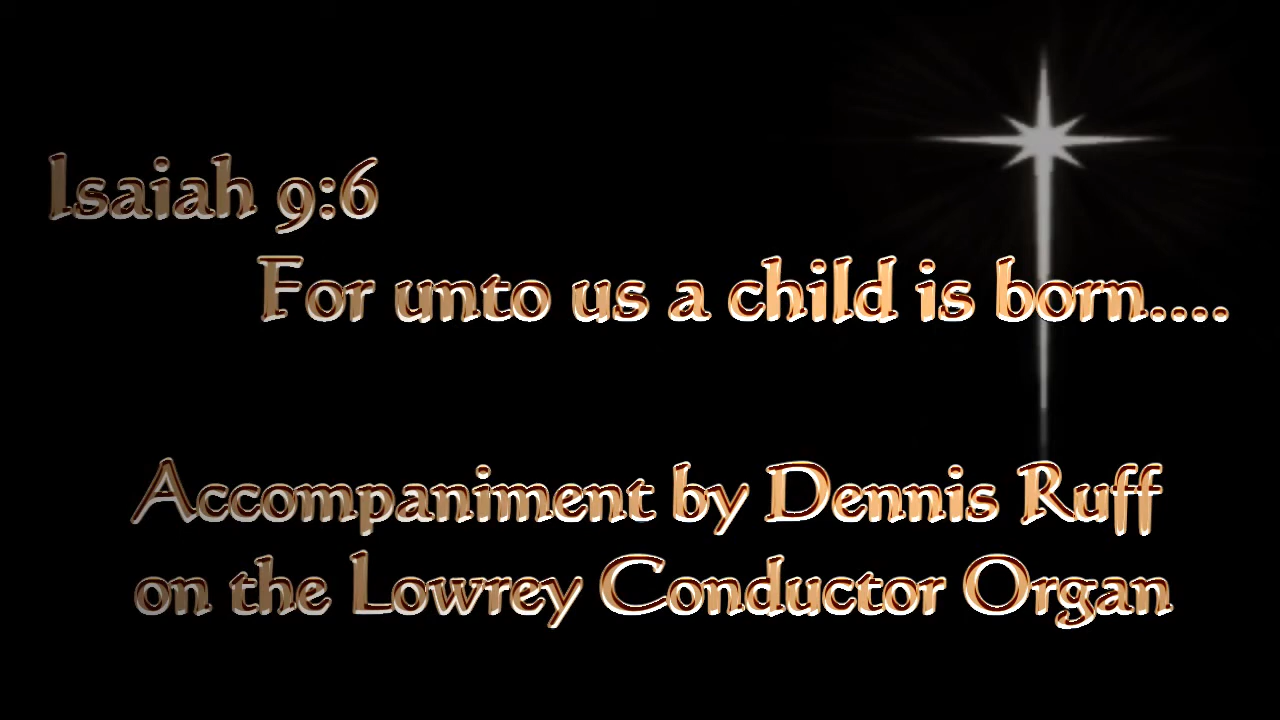 Isaiah 9:6
For unto us a child is born....
Accompaniment by Dennis Ruff
on the Lowrey Conductor Organ